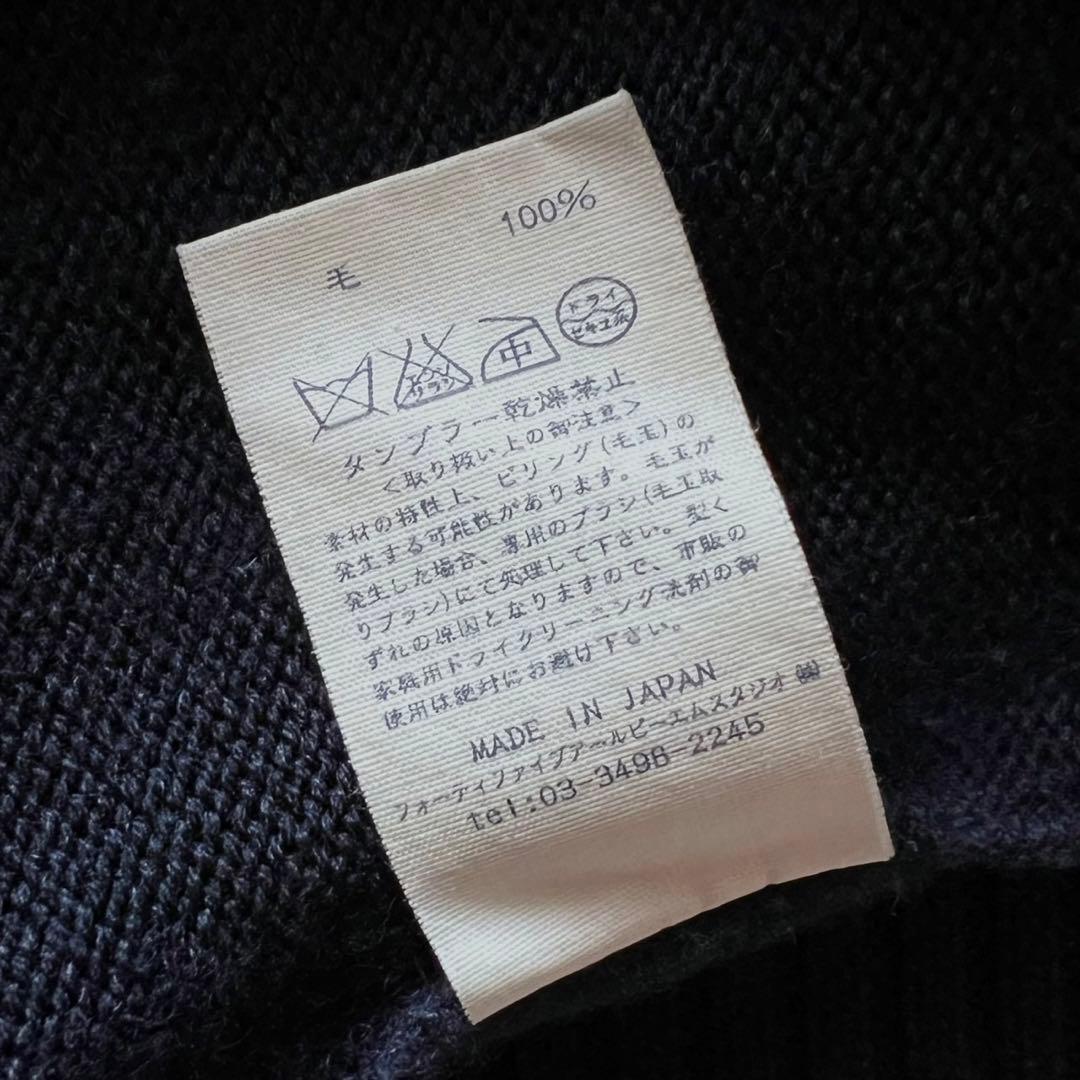 100%
毛
エンソサラシ
中
ドライ
セキユ系
タンブラー乾燥禁止
<取り扱い上の御注意>
素材の特性上、ピリング(毛玉)の
発生する可能性があります。毛玉が
発生した場合、専用のブラシ(毛玉取
りブラシ)にて処理して下さい。型く
ずれの原因となりますので、市販の
家庭用ドライクリーニング洗剤の御
使用は絶対にお避け下さい。
MADE IN JAPAN
フォーティファイブアールピーエムスタジオ㈱
tel:03-3498-2245